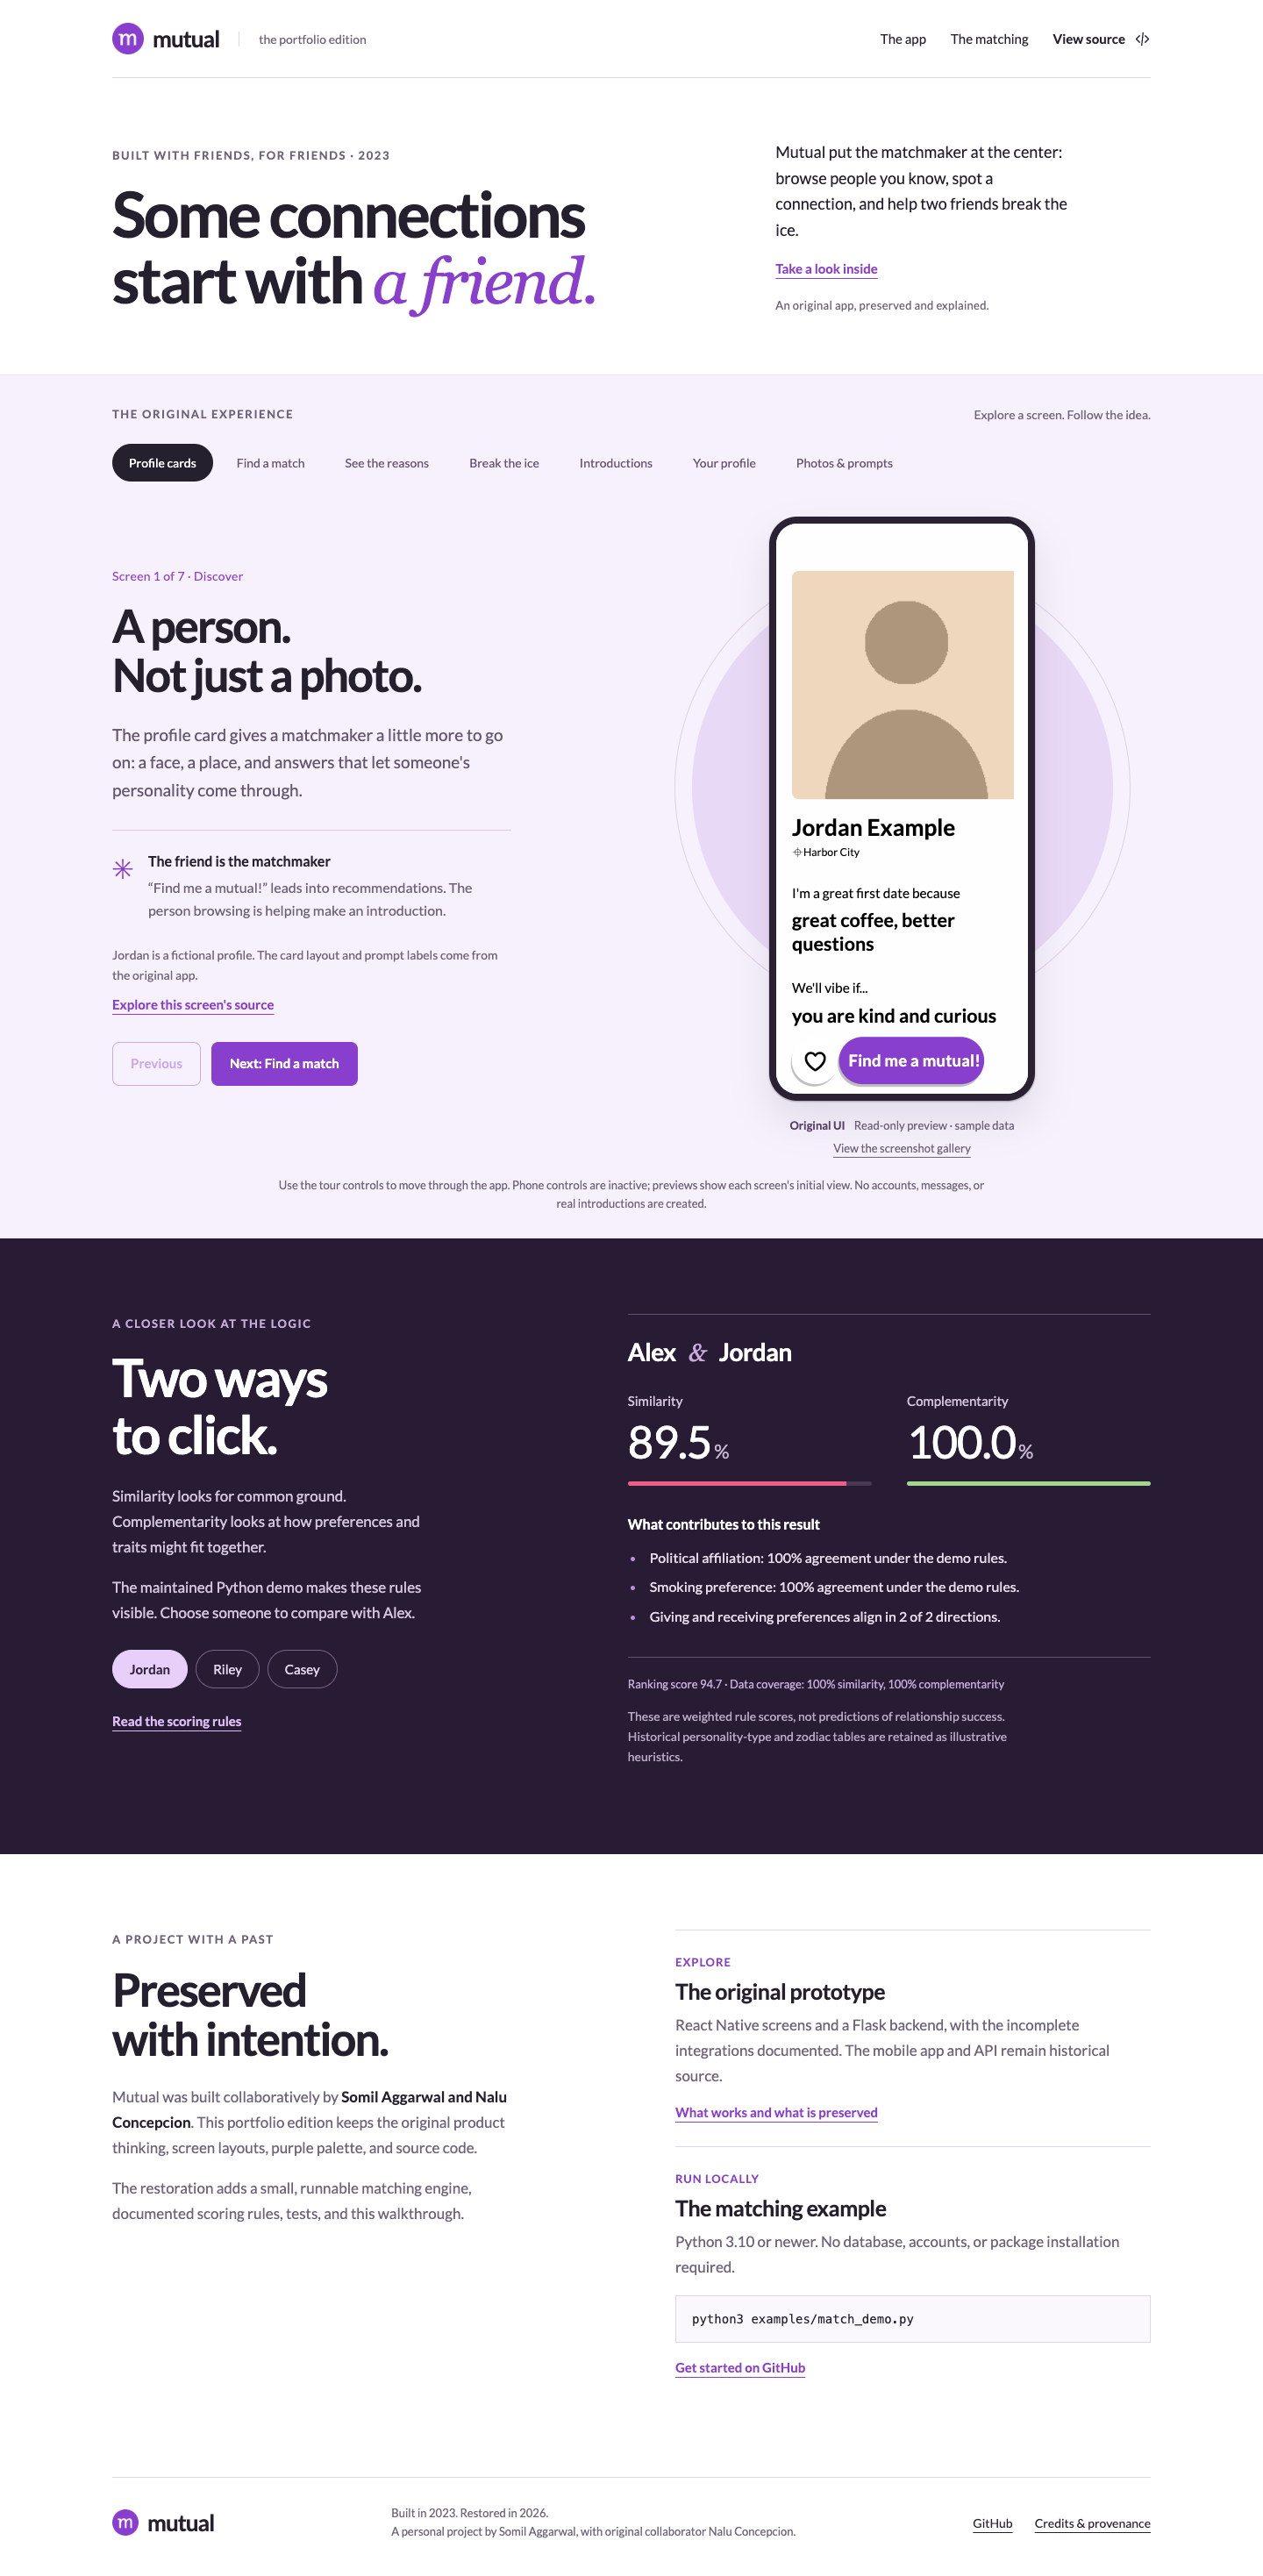 m mutual
the portfolio edition
The app
The matching
View source </>
BUILT WITH FRIENDS, FOR FRIENDS · 2023
Some connections
start with a friend.
Mutual put the matchmaker at the center:
browse people you know, spot a
connection, and help two friends break the
ice.
Take a look inside
An original app, preserved and explained.
THE ORIGINAL EXPERIENCE
Explore a screen. Follow the idea.
Profile cards
Find a match
See the reasons
Break the ice
Introductions
Your profile
Photos & prompts
Screen 1 of 7 · Discover
A person.
Not just a photo.
The profile card gives a matchmaker a little more to go
on: a face, a place, and answers that let someone's
personality come through.
The friend is the matchmaker
“Find me a mutual!” leads into recommendations. The
person browsing is helping make an introduction.
Jordan is a fictional profile. The card layout and prompt labels come from
the original app.
Explore this screen's source
Previous
Next: Find a match
Jordan Example
Harbor City
I'm a great first date because
great coffee, better
questions
We'll vibe if...
you are kind and curious
Find me a mutual!
Original UI Read-only preview · sample data
View the screenshot gallery
Use the tour controls to move through the app. Phone controls are inactive; previews show each screen's initial view. No accounts, messages, or
real introductions are created.
A CLOSER LOOK AT THE LOGIC
Two ways
to click.
Similarity looks for common ground.
Complementarity looks at how preferences and
traits might fit together.
The maintained Python demo makes these rules
visible. Choose someone to compare with Alex.
Jordan
Riley
Casey
Read the scoring rules
Alex & Jordan
Similarity
89.5%
Complementarity
100.0%
What contributes to this result
• Political affiliation: 100% agreement under the demo rules.
• Smoking preference: 100% agreement under the demo rules.
• Giving and receiving preferences align in 2 of 2 directions.
Ranking score 94.7 · Data coverage: 100% similarity, 100% complementarity
These are weighted rule scores, not predictions of relationship success.
Historical personality-type and zodiac tables are retained as illustrative
heuristics.
A PROJECT WITH A PAST
Preserved
with intention.
Mutual was built collaboratively by Somil Aggarwal and Nalu
Concepcion. This portfolio edition keeps the original product
thinking, screen layouts, purple palette, and source code.
The restoration adds a small, runnable matching engine,
documented scoring rules, tests, and this walkthrough.
EXPLORE
The original prototype
React Native screens and a Flask backend, with the incomplete
integrations documented. The mobile app and API remain historical
source.
What works and what is preserved
RUN LOCALLY
The matching example
Python 3.10 or newer. No database, accounts, or package installation
required.
python3 examples/match_demo.py
Get started on GitHub
m mutual
Built in 2023. Restored in 2026.
A personal project by Somil Aggarwal, with original collaborator Nalu Concepcion.
GitHub
Credits & provenance